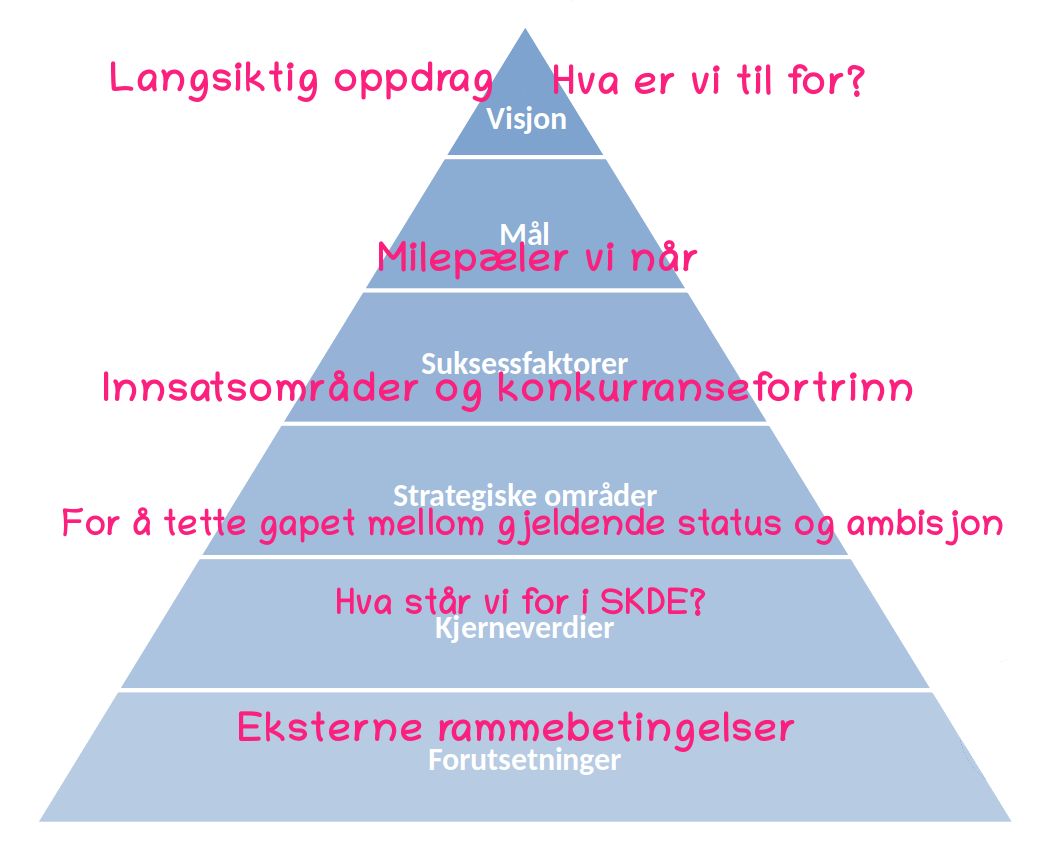 Langsiktig oppdrag Hva er vi til for?
Visjon
Mål
Milepæler vi når
Suksessfaktorer
Innsatsområder og konkurransefortrinn
Strategiske områder
For å tette gapet mellom gjeldende status og ambisjon
Hva står vi for i SKDE?
Kjerneverdier
Eksterne rammebetingelser
Forutsetninger